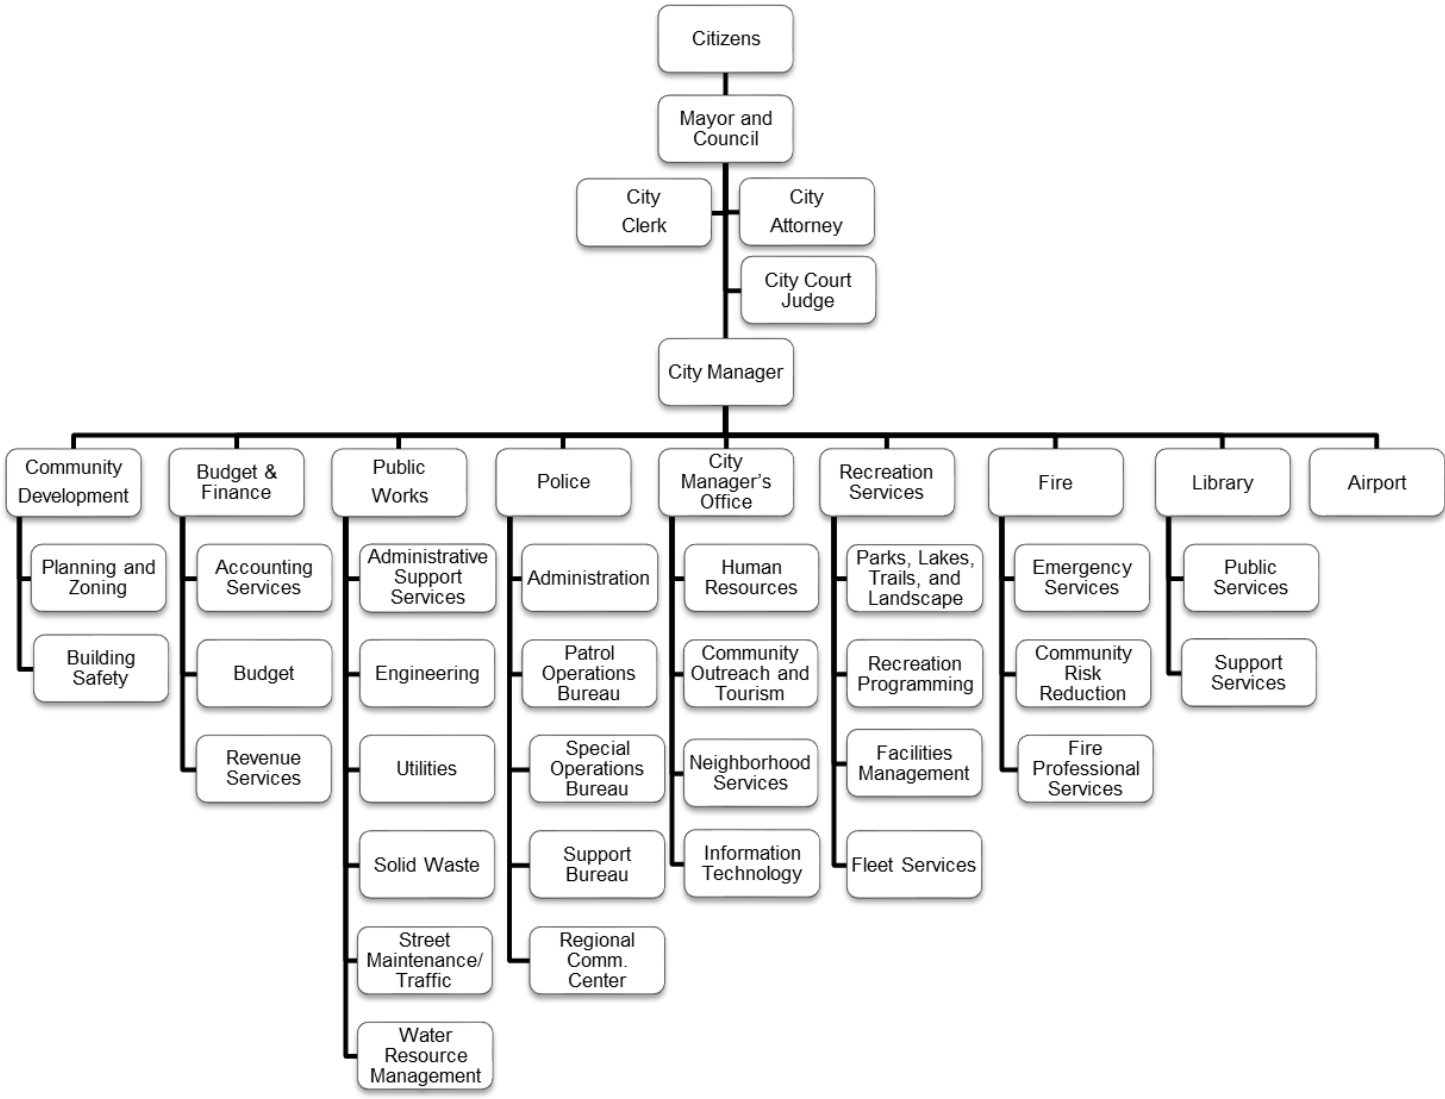 Citizens
Mayor and
Council
City
Clerk
City
Attorney
City Court
Judge
City Manager
Community
Development
Budget &
Finance
Public
Works
Police
City
Manager’s
Office
Recreation
Services
Fire
Library
Airport
Planning and
Zoning
Building
Safety
Accounting
Services
Budget
Revenue
Services
Administrative
Support
Services
Engineering
Utilities
Solid Waste
Street
Maintenance/
Traffic
Water
Resource
Management
Administration
Patrol
Operations
Bureau
Special
Operations
Bureau
Support
Bureau
Regional
Comm.
Center
Human
Resources
Community
Outreach and
Tourism
Neighborhood
Services
Information
Technology
Parks, Lakes,
Trails, and
Landscape
Recreation
Programming
Facilities
Management
Fleet Services
Emergency
Services
Community
Risk
Reduction
Fire
Professional
Services
Public
Services
Support
Services